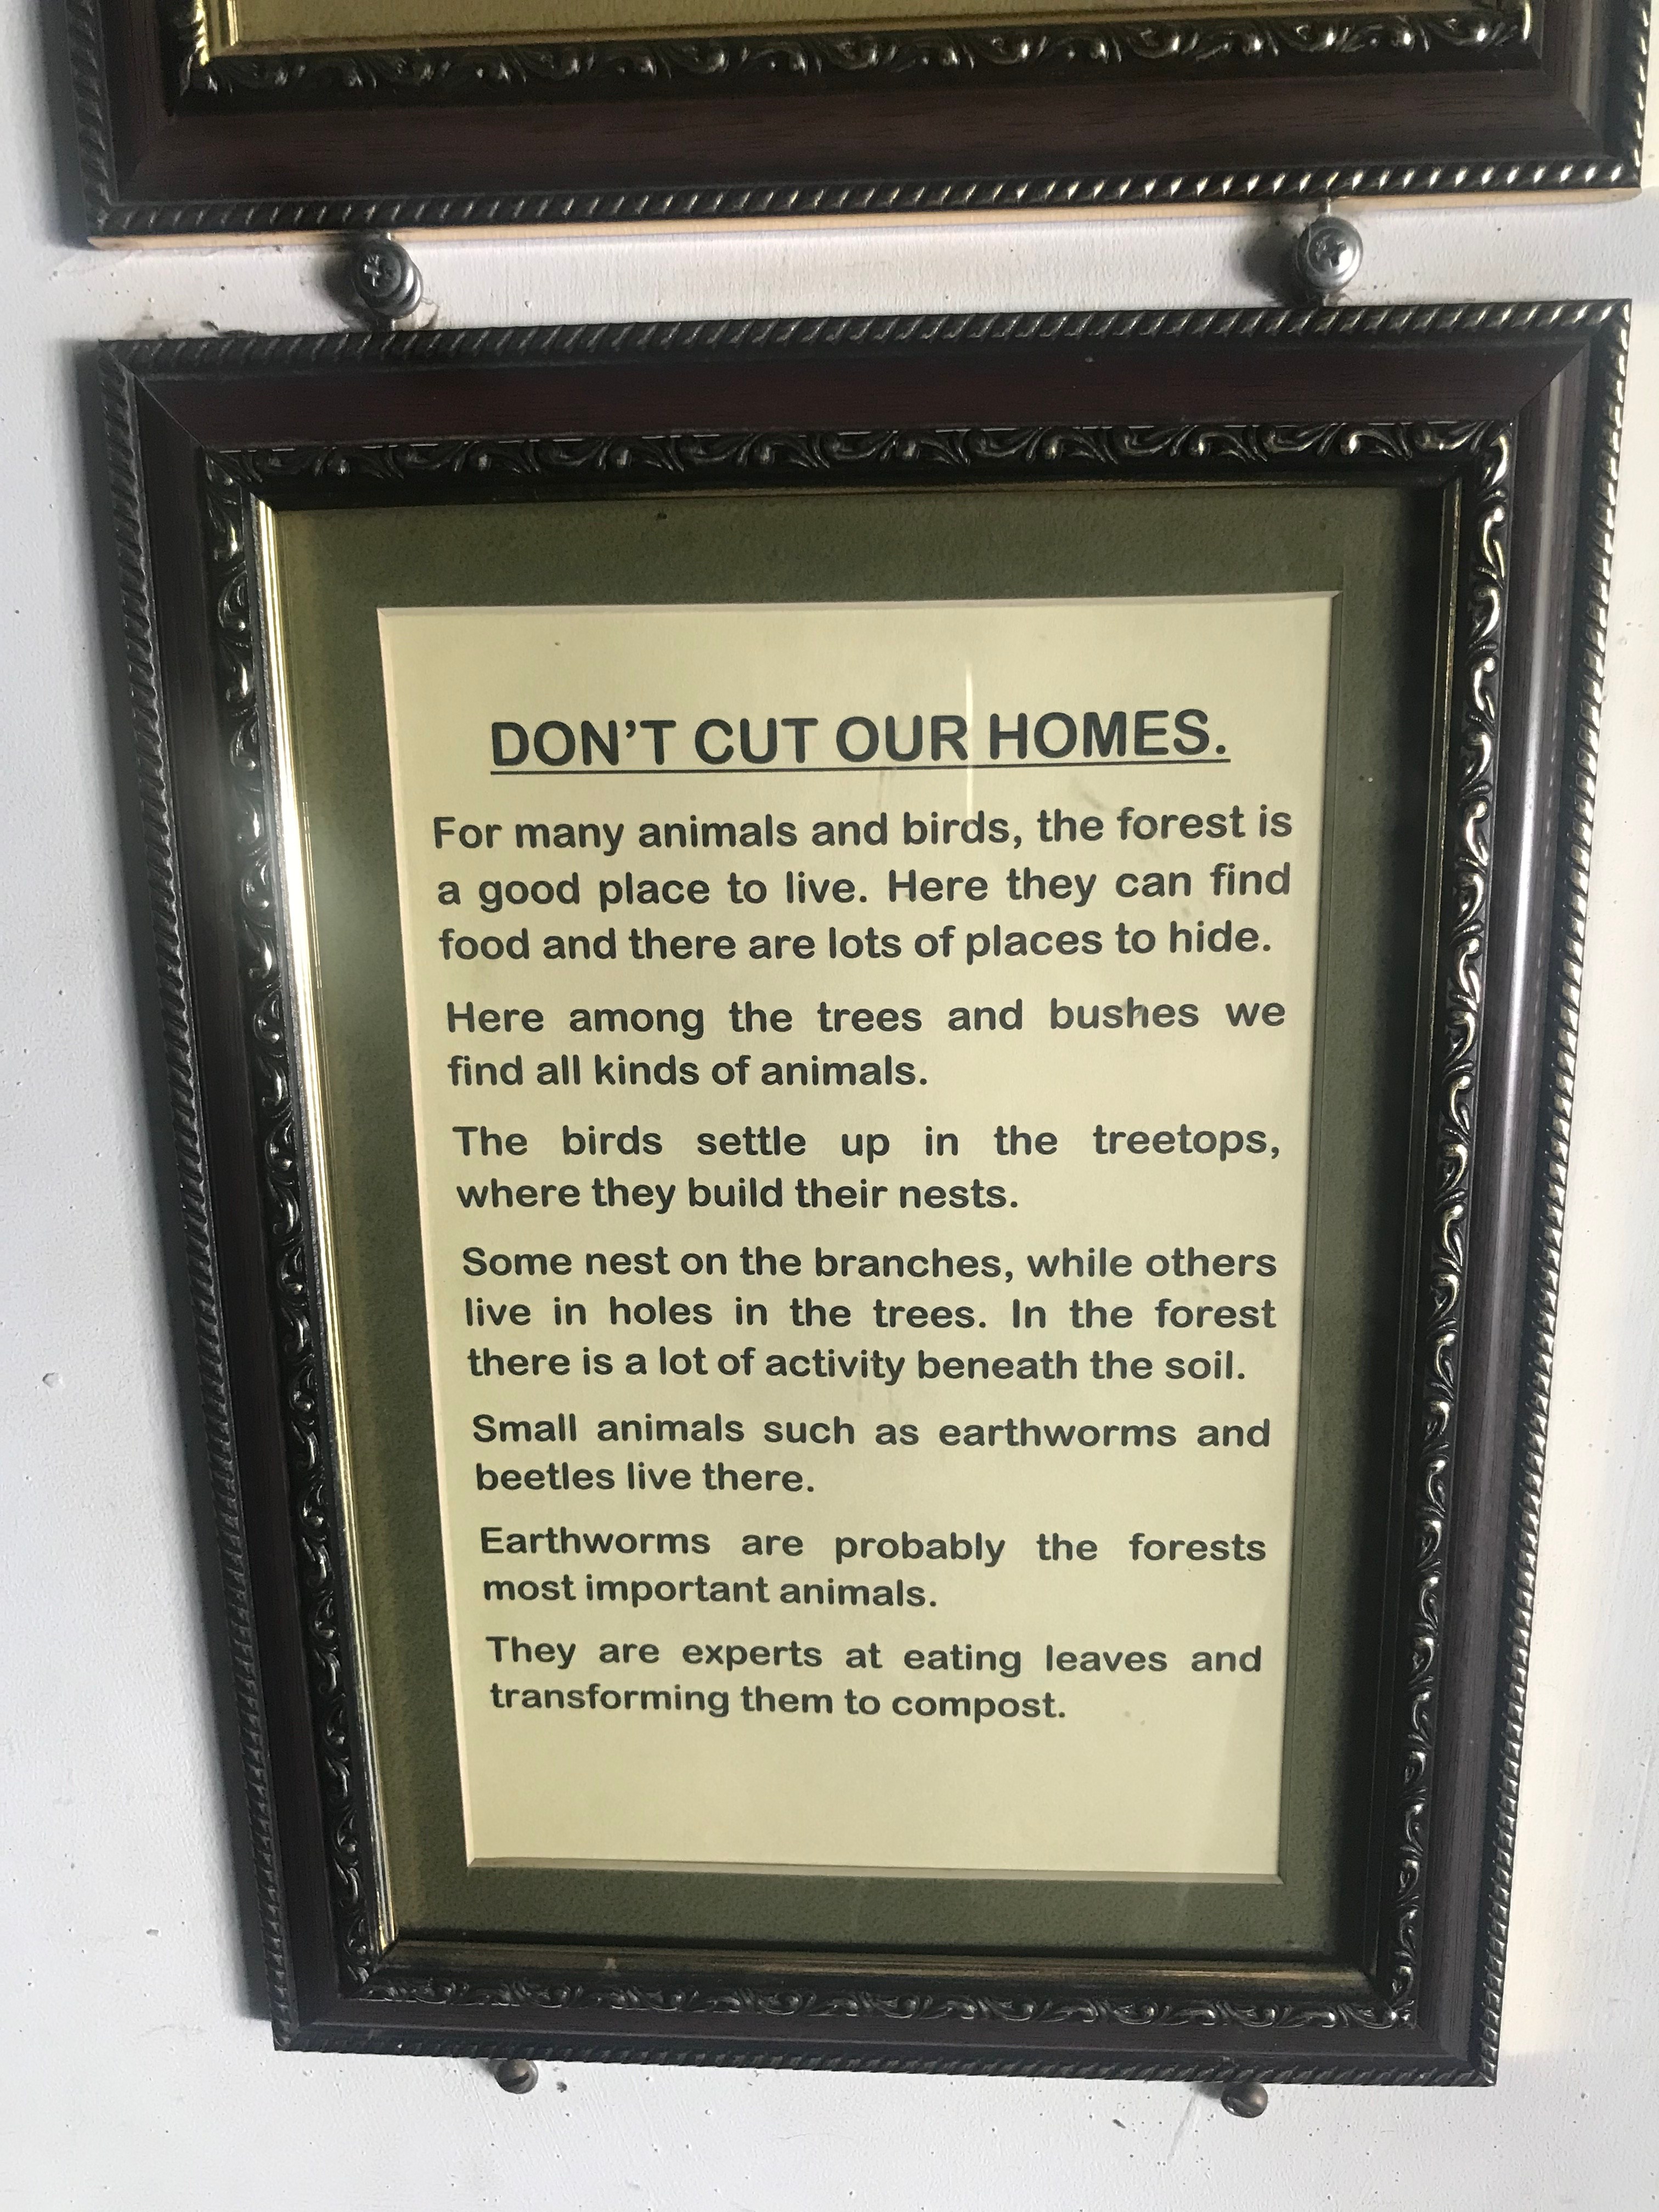 DON'T CUT OUR HOMES.
For many animals and birds, the forest is
a good place to live. Here they can find
food and there are lots of places to hide.
Here among the trees and bushes we
find all kinds of animals.
The birds settle up in the treetops,
where they build their nests.
Some nest on the branches, while others
live in holes in the trees. In the forest
there is a lot of activity beneath the soil.
Small animals such as earthworms and
beetles live there.
Earthworms are probably the forests
most important animals.
They are experts at eating leaves and
transforming them to compost.